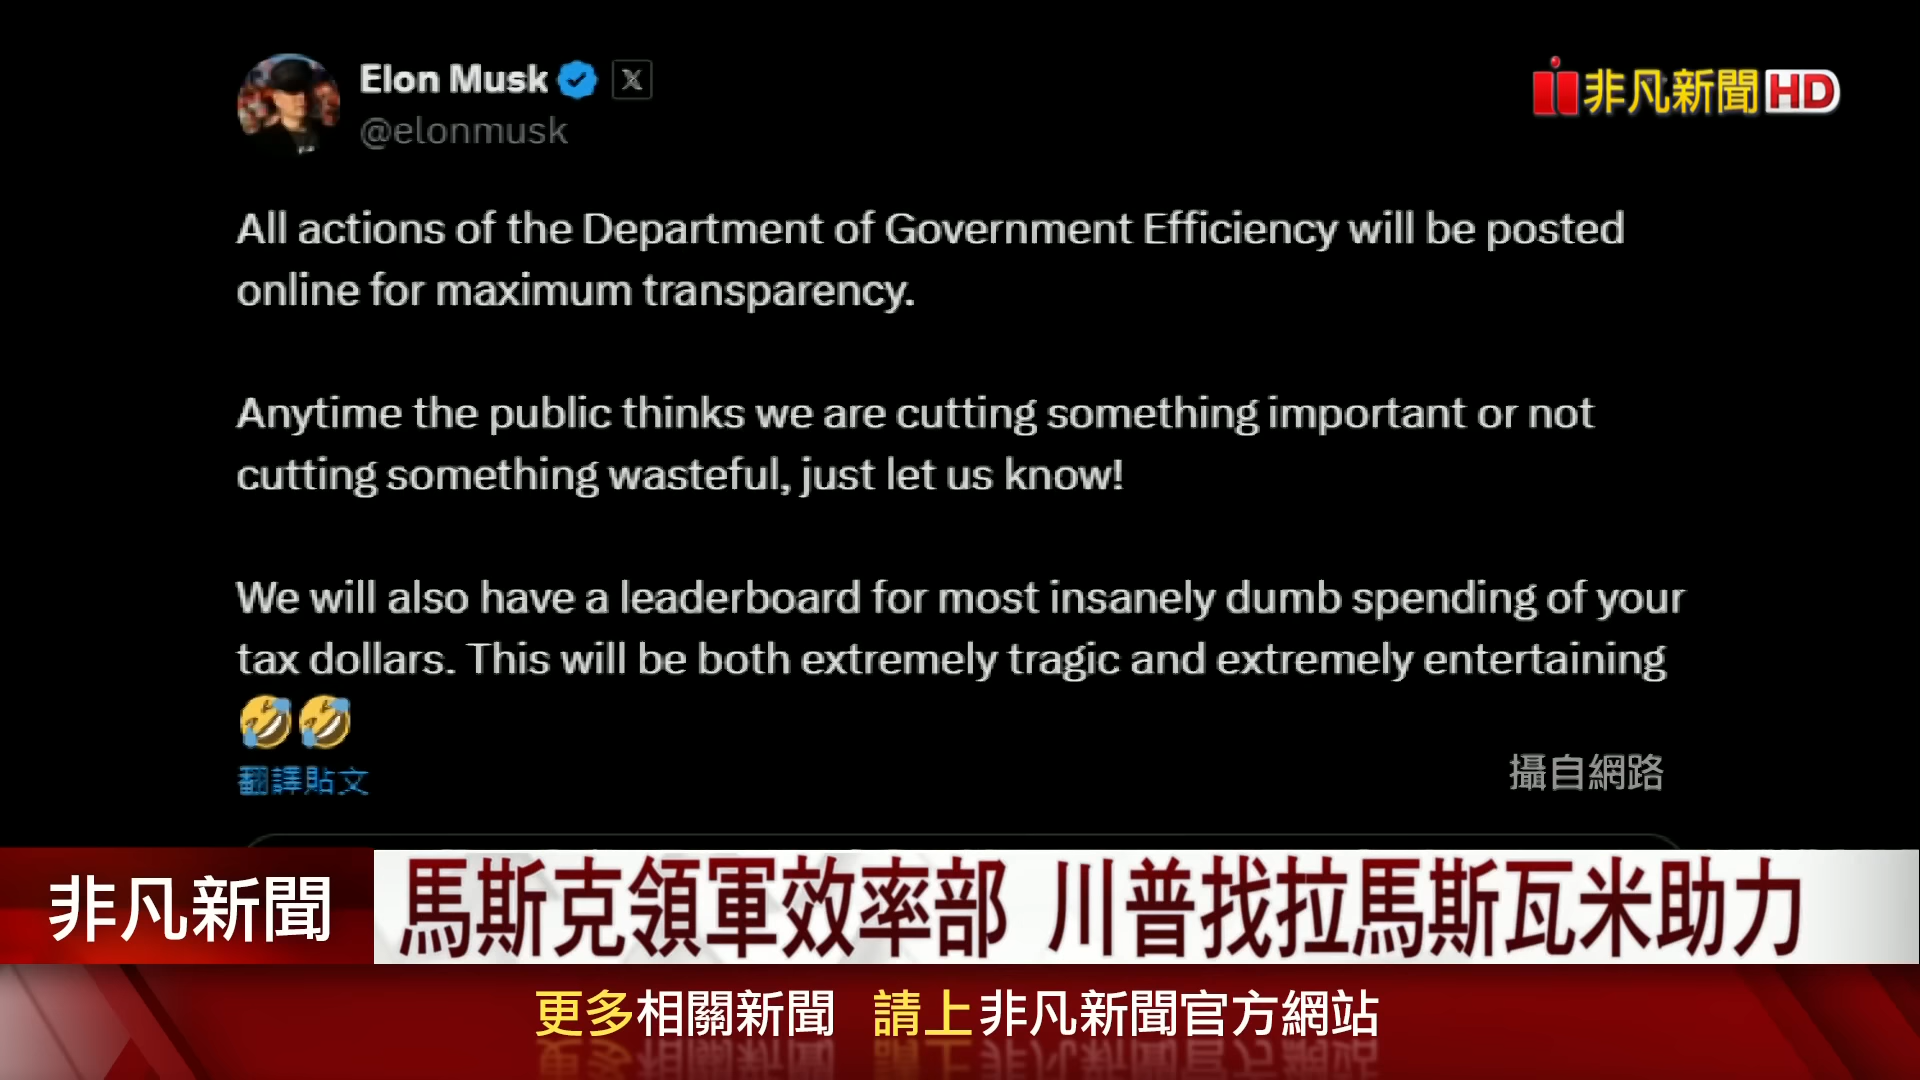 Elon Musk
@elonmusk
非凡新聞HD
All actions of the Department of Government Efficiency will be posted
online for maximum transparency.
Anytime the public thinks we are cutting something important or not
cutting something wasteful, just let us know!
We will also have a leaderboard for most insanely dumb spending of your
tax dollars. This will be both extremely tragic and extremely entertaining
🤣🤣
翻譯貼文
攝自網路
非凡新聞
馬斯克領軍效率部 川普找拉馬斯瓦米助力
更多相關新聞 請上非凡新聞官方網站